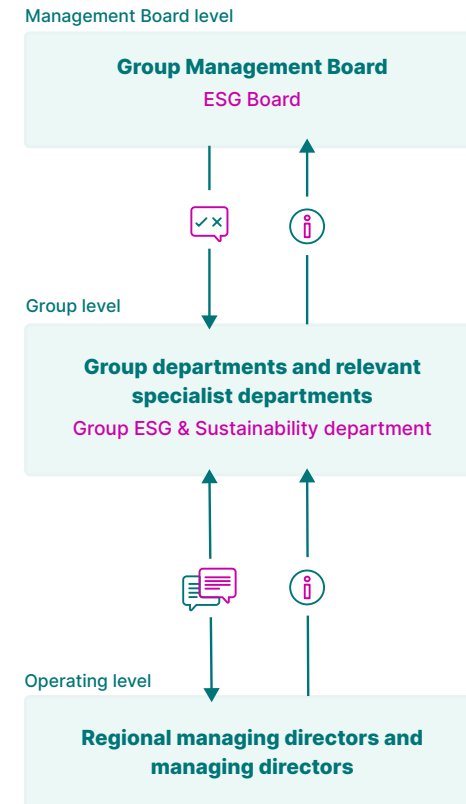 Management Board level
Group Management Board
ESG Board
Group level
Group departments and relevant
specialist departments
Group ESG & Sustainability department
Operating level
Regional managing directors and
managing directors